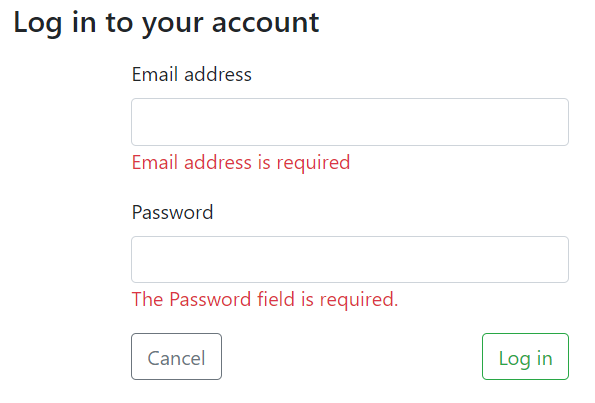 Log in to your account
Email address
Email address is required
Password
The Password field is required.
Cancel
Log in